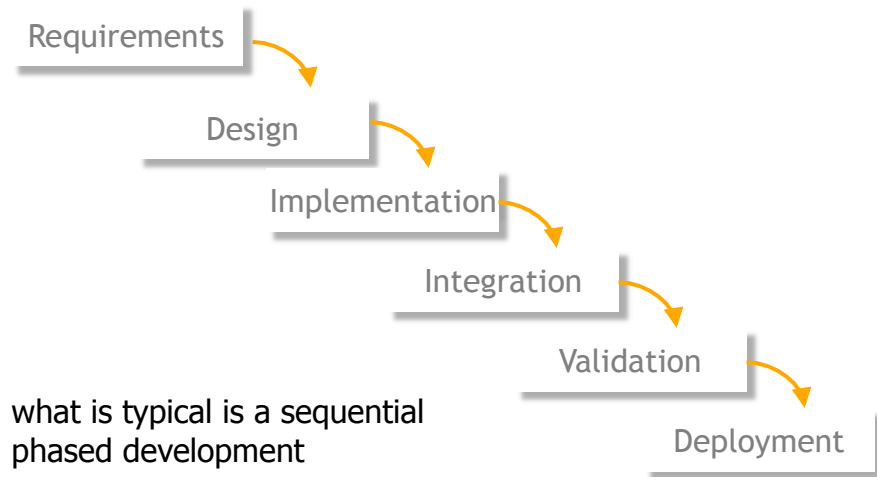 Requirements
Design
Implementation
Integration
Validation
Deployment
what is typical is a sequential
phased development